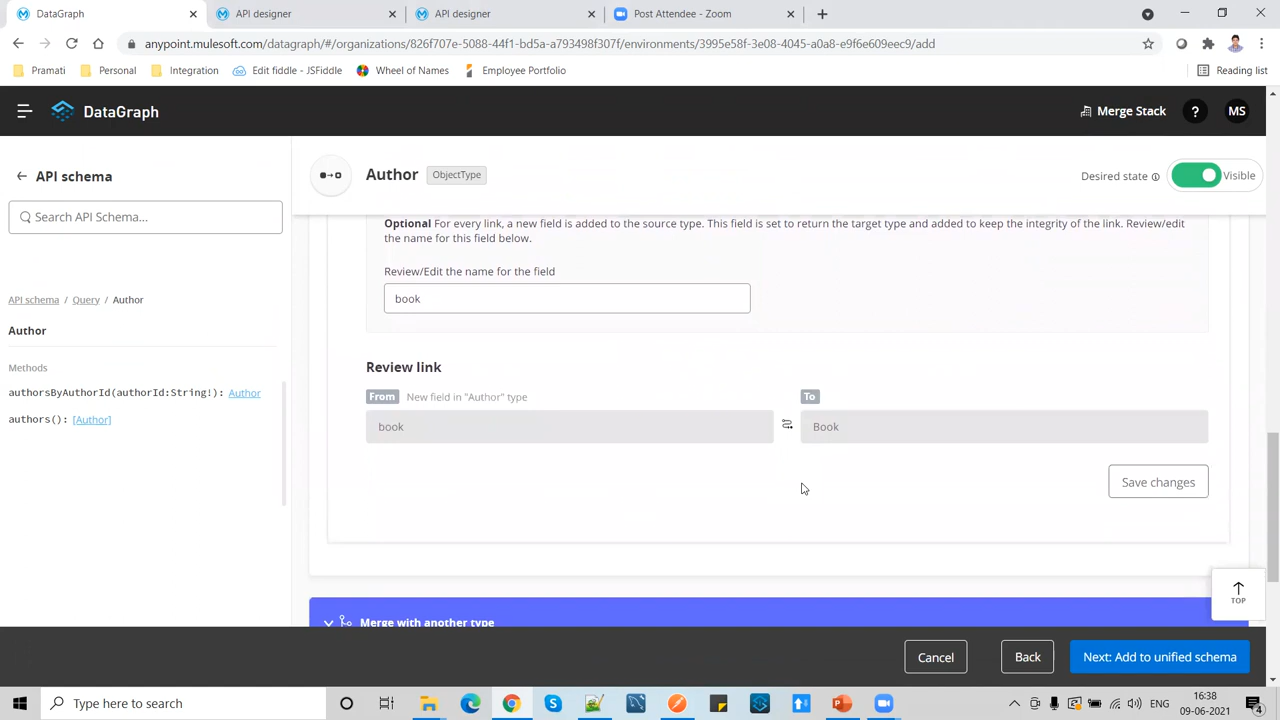 DataGraph
API designer
API designer
Post Attendee - Zoom
anypoint.mulesoft.com/datagraph/#/organizations/826f707e-5088-44f1-bd5a-a793498f307f/environments/3995e58f-3e08-4045-a0a8-e9f6e609eec9/add
Pramati
Personal
Integration
Edit fiddle - JSFiddle
Wheel of Names
Employee Portfolio
Reading list
DataGraph
Merge Stack
?
MS
API schema
Author
ObjectType
Desired state
Visible
Search API Schema...
Optional For every link, a new field is added to the source type. This field is set to return the target type and added to keep the integrity of the link. Review/edit
the name for this field below.
Review/Edit the name for the field
book
API schema / Query / Author
Author
Methods
authorsByAuthorId(authorId:String!): Author
authors(): [Author]
Review link
From New field in "Author" type
To
book
Book
Save changes
TOP
Merge with another type
Cancel
Back
Next: Add to unified schema
Type here to search
ENG
16:38
09-06-2021
4